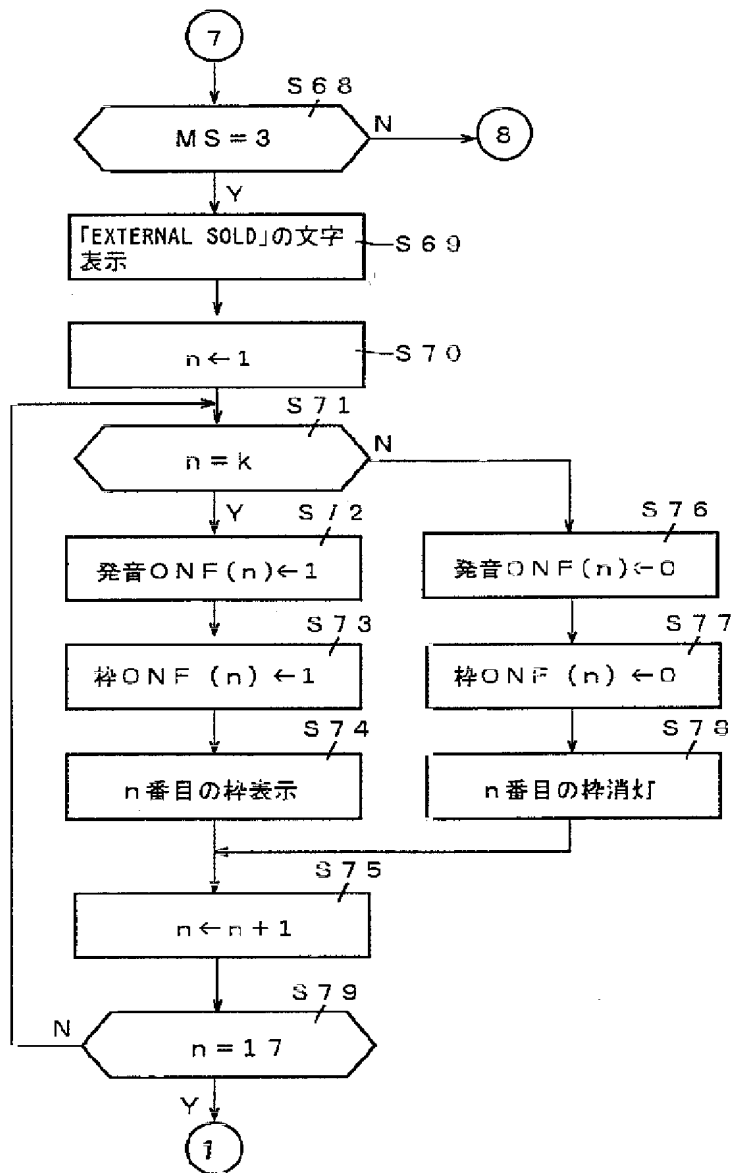 7
S68
MS=3
N
8
Y
「EXTERNAL SOLD」の文字
表示
S69
n←1
S70
S71
n=k
N
Y
S72
発音ONF(n)←1
S76
発音ONF(n)←0
S73
枠ONF (n) ←1
S77
枠ONF (n) ←0
S74
n番目の枠表示
S78
n番目の枠消灯
S75
n←n+1
S79
N
n=17
Y
1